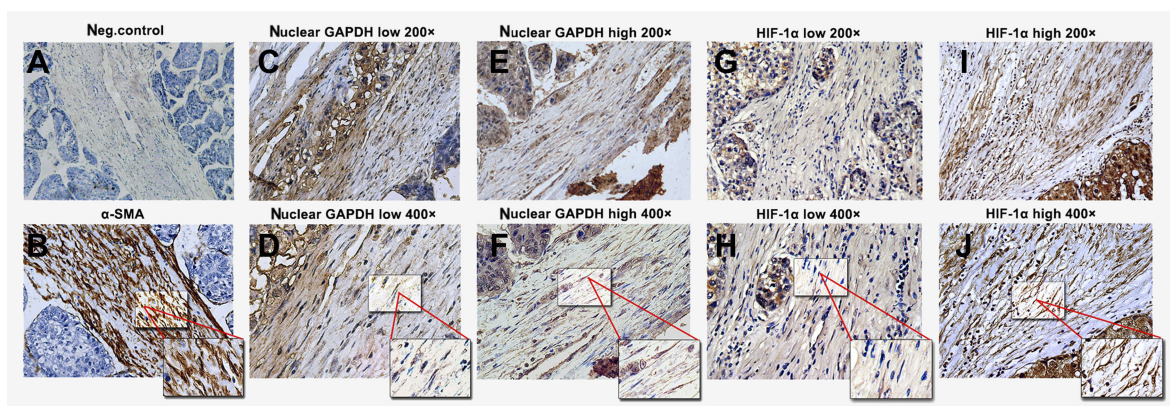 Neg.control
Nuclear GAPDH low 200×
Nuclear GAPDH high 200×
HIF-1α low 200×
HIF-1α high 200×
A
C
E
G
I
α-SMA
Nuclear GAPDH low 400×
Nuclear GAPDH high 400×
HIF-1α low 400×
HIF-1α high 400×
B
D
F
H
J